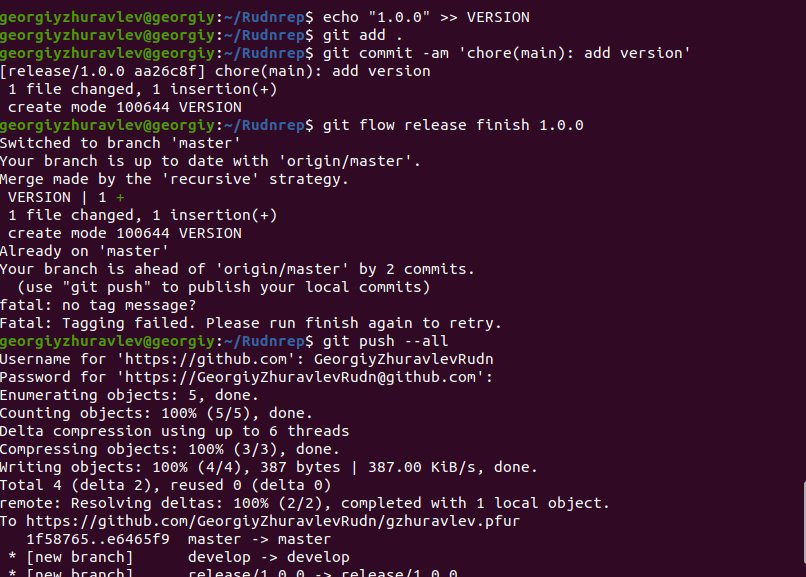 georgiyzhuravlev@georgiy:~/Rudnrep$ echo "1.0.0" >> VERSION
georgiyzhuravlev@georgiy:~/Rudnrep$ git add .
georgiyzhuravlev@georgiy:~/Rudnrep$ git commit -am 'chore(main): add version'
[release/1.0.0 aa26c8f] chore(main): add version
 1 file changed, 1 insertion(+)
 create mode 100644 VERSION
georgiyzhuravlev@georgiy:~/Rudnrep$ git flow release finish 1.0.0
Switched to branch 'master'
Your branch is up to date with 'origin/master'.
Merge made by the 'recursive' strategy.
 VERSION | 1 +
 1 file changed, 1 insertion(+)
 create mode 100644 VERSION
Already on 'master'
Your branch is ahead of 'origin/master' by 2 commits.
  (use "git push" to publish your local commits)
fatal: no tag message?
Fatal: Tagging failed. Please run finish again to retry.
georgiyzhuravlev@georgiy:~/Rudnrep$ git push --all
Username for 'https://github.com': GeorgiyZhuravlevRudn
Password for 'https://GeorgiyZhuravlevRudn@github.com':
Enumerating objects: 5, done.
Counting objects: 100% (5/5), done.
Delta compression using up to 6 threads
Compressing objects: 100% (3/3), done.
Writing objects: 100% (4/4), 387 bytes | 387.00 KiB/s, done.
Total 4 (delta 2), reused 0 (delta 0)
remote: Resolving deltas: 100% (2/2), completed with 1 local object.
To https://github.com/GeorgiyZhuravlevRudn/gzhuravlev.pfur
   1f58765..e6465f9  master -> master
 * [new branch]      develop -> develop
 * [new branch]      release/1.0.0 -> release/1.0.0